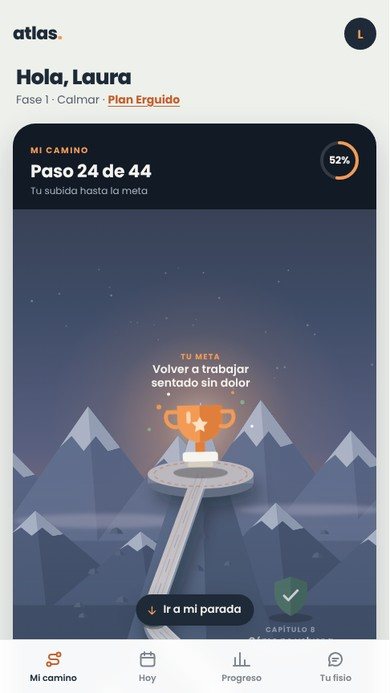 atlas.
L
Hola, Laura
Fase 1 · Calmar · Plan Erguido
MI CAMINO
Paso 24 de 44
Tu subida hasta la meta
52%
TU META
Volver a trabajar
sentado sin dolor
Ir a mi parada
CAPÍTULO 8
Mi camino
Hoy
Progreso
Tu fisio